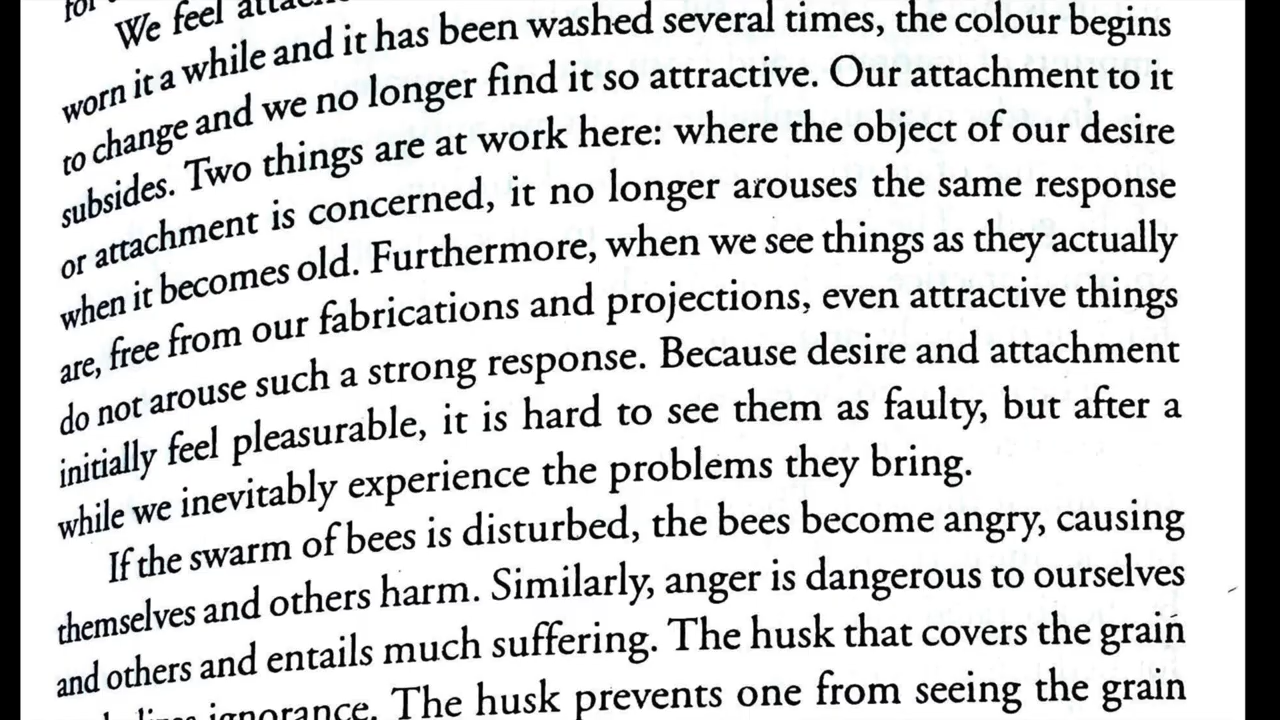 for
We feel
worn it a while and it has been washed several times, the colour begins
to change and we no longer find it so attractive. Our attachment to it
subsides. Two things are at work here: where the object of our desire
or attachment is concerned, it no longer arouses the same response
when it becomes old. Furthermore, when we see things as they actually
are, free from our fabrications and projections, even attractive things
do not arouse such a strong response. Because desire and attachment
initially feel pleasurable, it is hard to see them as faulty, but after a
while we inevitably experience the problems they bring.
If the swarm of bees is disturbed, the bees become angry, causing
themselves and others harm. Similarly, anger is dangerous to ourselves
and others and entails much suffering. The husk that covers the grain
ignorance. The husk prevents one from seeing the grain